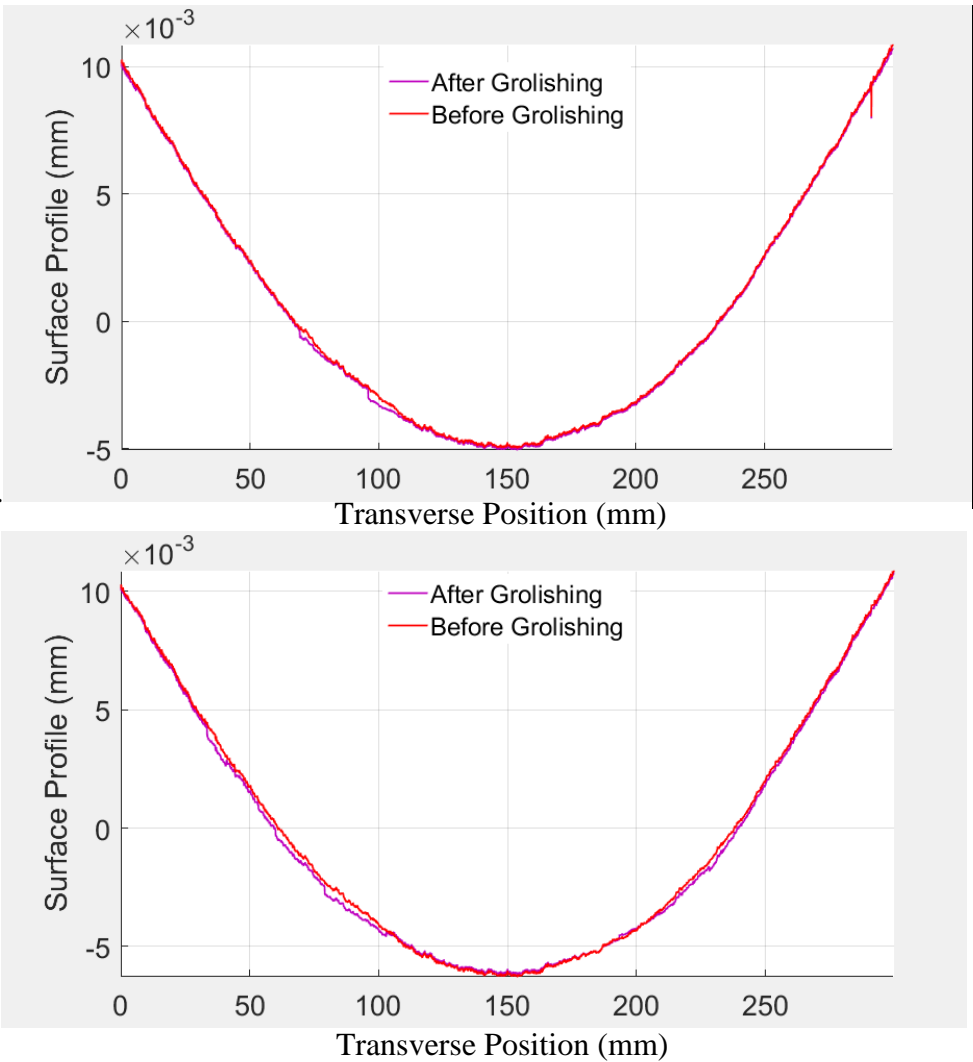 ×10-3
10
5
0
-5
Surface Profile (mm)
After Grolishing
Before Grolishing
0 50 100 150 200 250
Transverse Position (mm)
×10-3
10
5
0
-5
Surface Profile (mm)
After Grolishing
Before Grolishing
0 50 100 150 200 250
Transverse Position (mm)